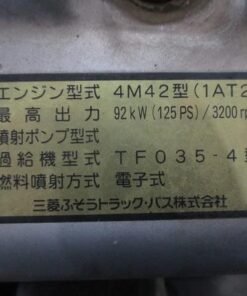 エンジン型式 4M42型(1AT2
最高出力 92kW(125PS)/3200rp
噴射ポンプ型式
過給機型式 TF035-4型
燃料噴射方式 電子式
三菱ふそうトラック・バス株式会社